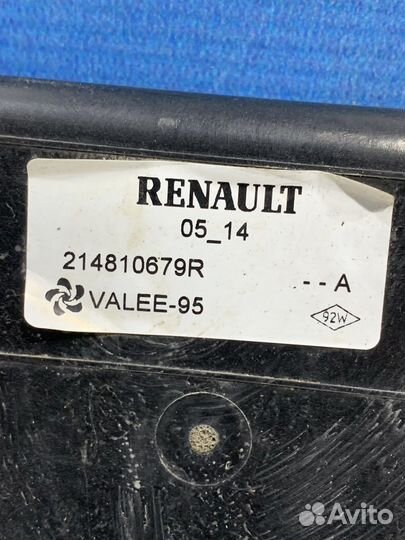 RENAULT
05_14
214810679R --A
VALEE-95
92W
Avito